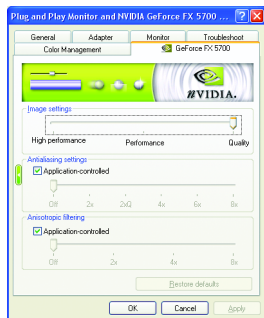 Plug and Play Monitor and NVIDIA GeForce FX 5700 ...
General Adapter Monitor Troubleshoot
Color Management GeForce FX 5700
NVIDIA.
Image settings
High performance Performance Quality
Antialiasing settings
Application-controlled
Off 2x 2xQ 4x 6x 8x
Anisotropic filtering
Application-controlled
Off 2x 4x 8x
Restore defaults
OK Cancel Apply